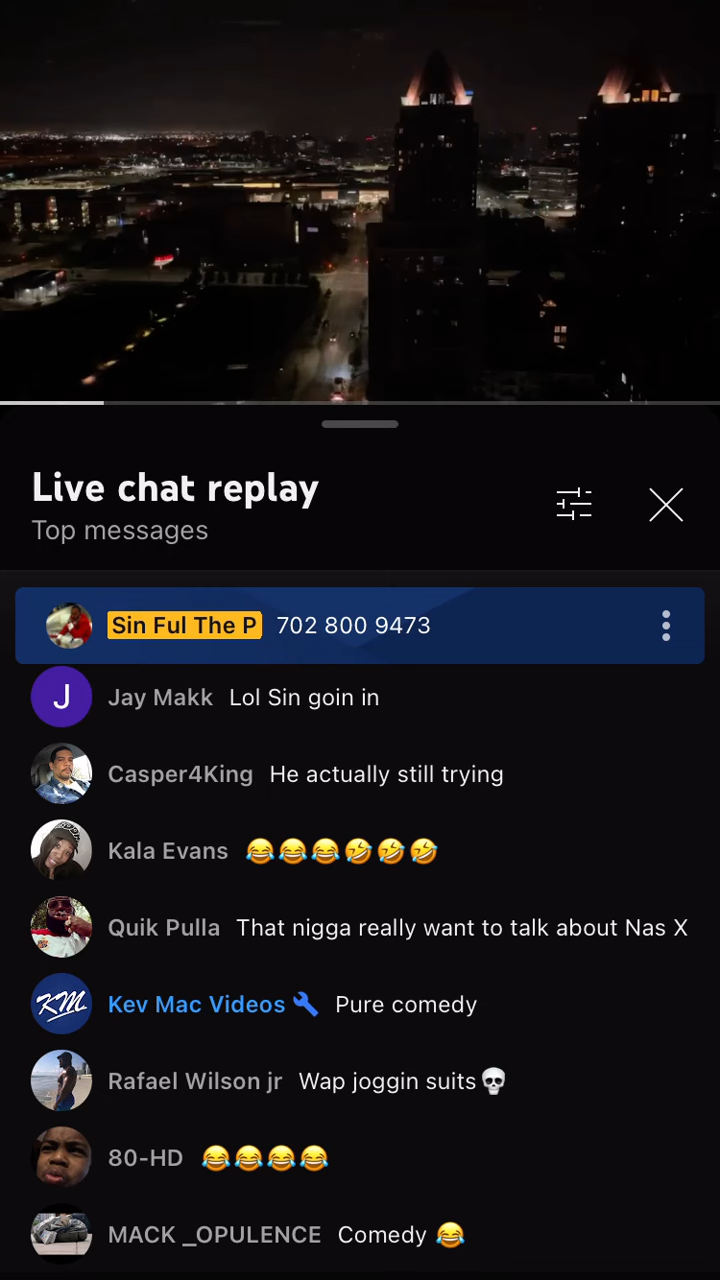 Live chat replay
Top messages
Sin Ful The P 702 800 9473
J Jay Makk Lol Sin goin in
Casper4King He actually still trying
Kala Evans 😂😂😂🤣🤣🤣
Quik Pulla That nigga really want to talk about Nas X
KM Kev Mac Videos 🔧 Pure comedy
Rafael Wilson jr Wap joggin suits💀
80-HD 😂😂😂😂
MACK _OPULENCE Comedy 😂